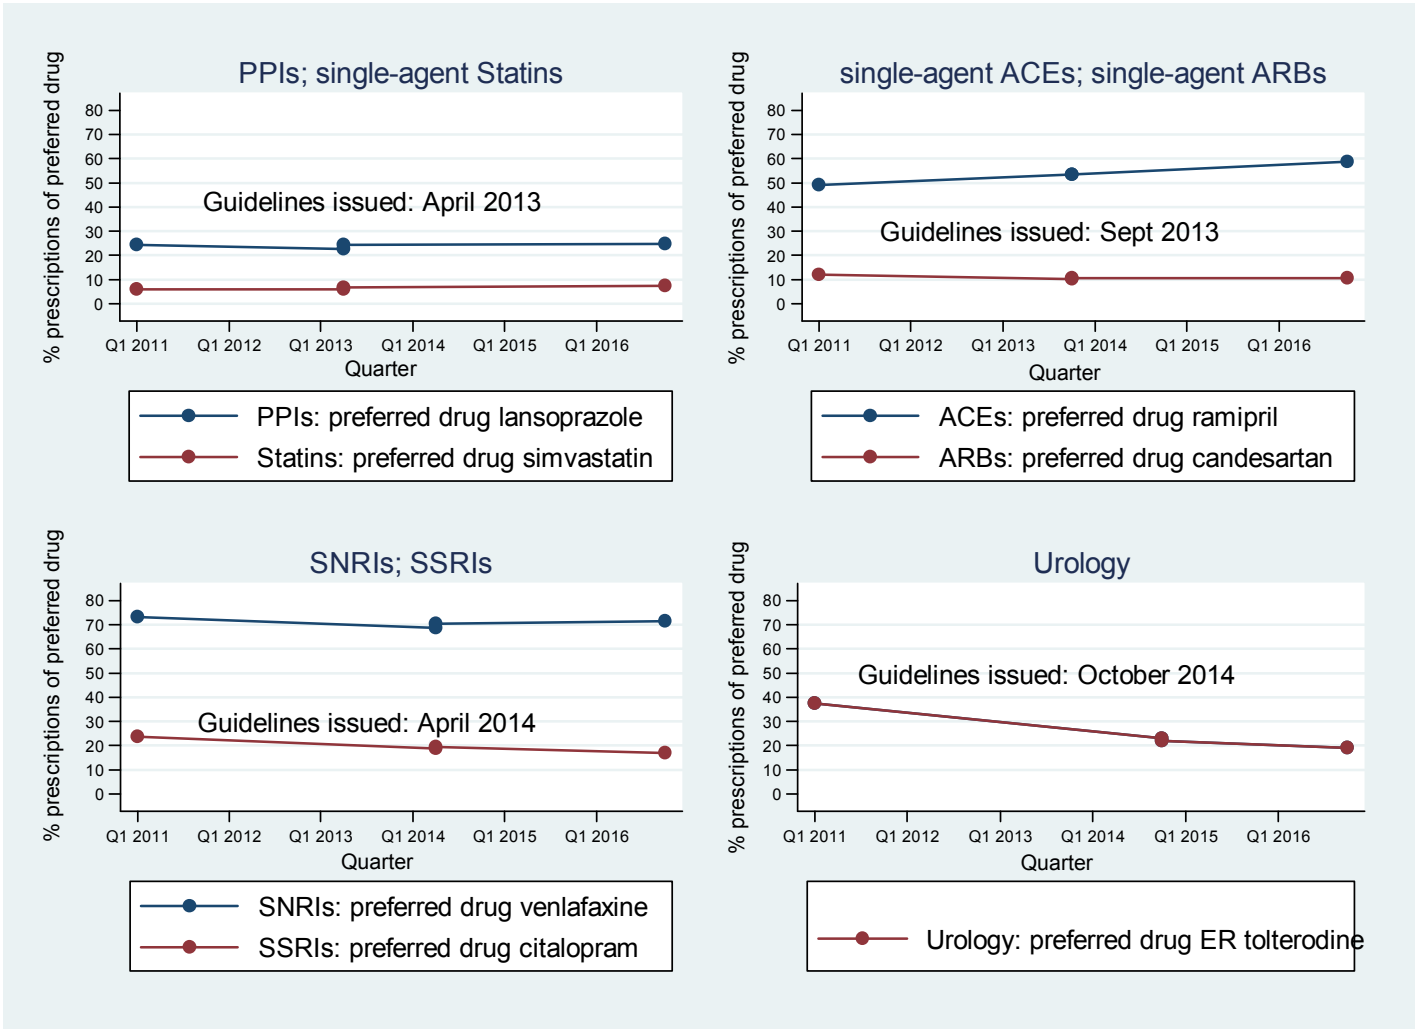 PPIs; single-agent Statins
% prescriptions of preferred drug
80
70
60
50
40
30
20
10
0
Guidelines issued: April 2013
Q1 2011 Q1 2012 Q1 2013 Q1 2014 Q1 2015 Q1 2016
Quarter
PPIs: preferred drug lansoprazole
Statins: preferred drug simvastatin
single-agent ACEs; single-agent ARBs
% prescriptions of preferred drug
80
70
60
50
40
30
20
10
0
Guidelines issued: Sept 2013
Q1 2011 Q1 2012 Q1 2013 Q1 2014 Q1 2015 Q1 2016
Quarter
ACEs: preferred drug ramipril
ARBs: preferred drug candesartan
SNRIs; SSRIs
% prescriptions of preferred drug
80
70
60
50
40
30
20
10
0
Guidelines issued: April 2014
Q1 2011 Q1 2012 Q1 2013 Q1 2014 Q1 2015 Q1 2016
Quarter
SNRIs: preferred drug venlafaxine
SSRIs: preferred drug citalopram
Urology
% prescriptions of preferred drug
80
70
60
50
40
30
20
10
0
Guidelines issued: October 2014
Q1 2011 Q1 2012 Q1 2013 Q1 2014 Q1 2015 Q1 2016
Quarter
Urology: preferred drug ER tolterodine